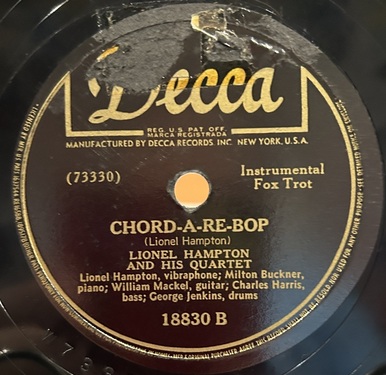 Decca
REG. U.S. PAT. OFF.
MARCA REGISTRADA
MANUFACTURED BY DECCA RECORDS INC. NEW YORK, U.S.A.
(73330)
Instrumental
Fox Trot
CHORD-A-RE-BOP
(Lionel Hampton)
LIONEL HAMPTON
AND HIS QUARTET
Lionel Hampton, vibraphone; Milton Buckner,
piano; William Mackel, guitar; Charles Harris,
bass; George Jenkins, drums
18830 B